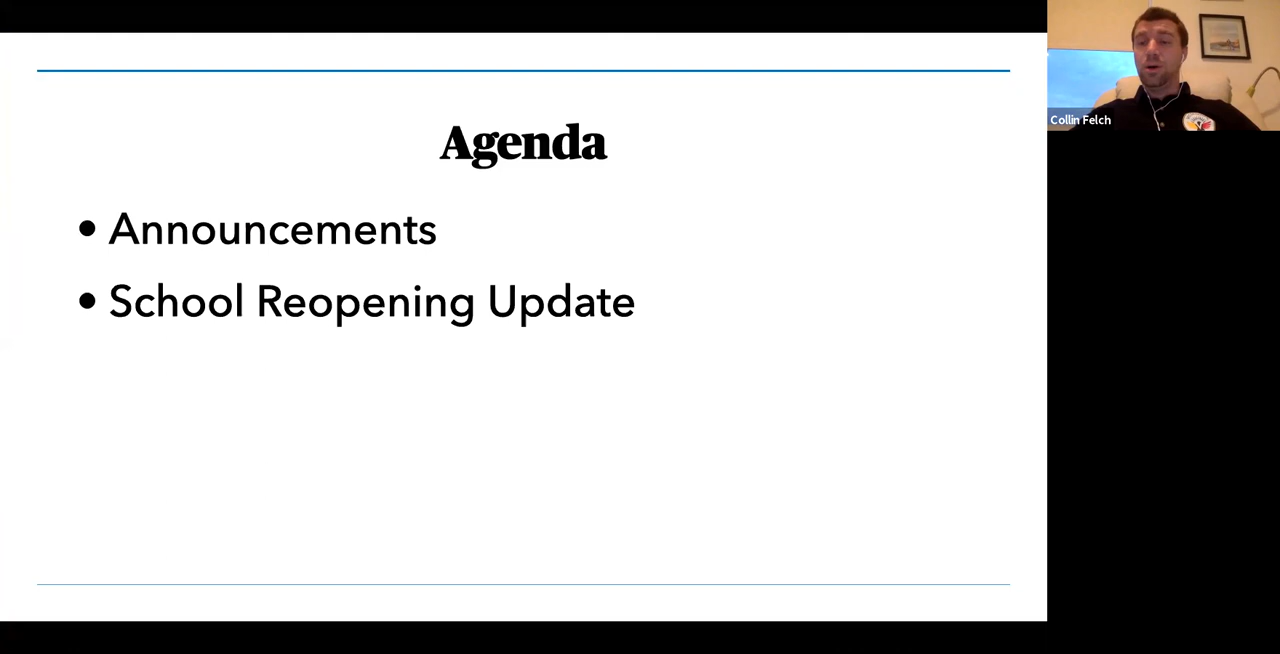 Agenda
• Announcements
• School Reopening Update
Collin Felch